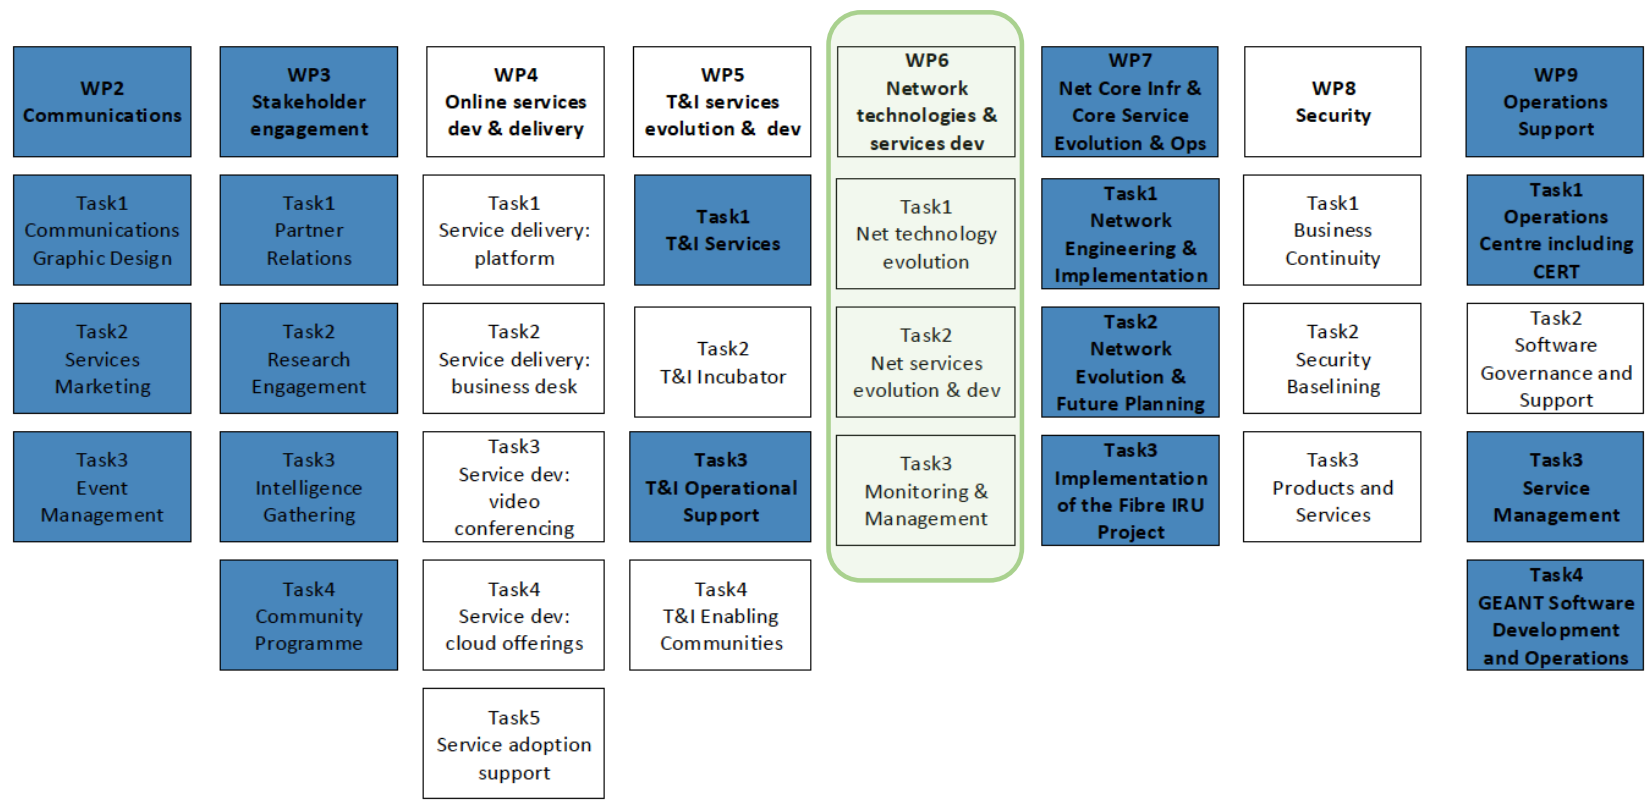 WP2
Communications
Task1
Communications
Graphic Design
Task2
Services
Marketing
Task3
Event
Management
WP3
Stakeholder
engagement
Task1
Partner
Relations
Task2
Research
Engagement
Task3
Intelligence
Gathering
Task4
Community
Programme
WP4
Online services
dev & delivery
Task1
Service delivery:
platform
Task2
Service delivery:
business desk
Task3
Service dev:
video
conferencing
Task4
Service dev:
cloud offerings
Task5
Service adoption
support
WP5
T&I services
evolution & dev
Task1
T&I Services
Task2
T&I Incubator
Task3
T&I Operational
Support
Task4
T&I Enabling
Communities
WP6
Network
technologies &
services dev
Task1
Net technology
evolution
Task2
Net services
evolution & dev
Task3
Monitoring &
Management
WP7
Net Core Infr &
Core Service
Evolution & Ops
Task1
Network
Engineering &
Implementation
Task2
Network
Evolution &
Future Planning
Task3
Implementation
of the Fibre IRU
Project
WP8
Security
Task1
Business
Continuity
Task2
Security
Baselining
Task3
Products and
Services
WP9
Operations
Support
Task1
Operations
Centre including
CERT
Task2
Software
Governance and
Support
Task3
Service
Management
Task4
GEANT Software
Development
and Operations